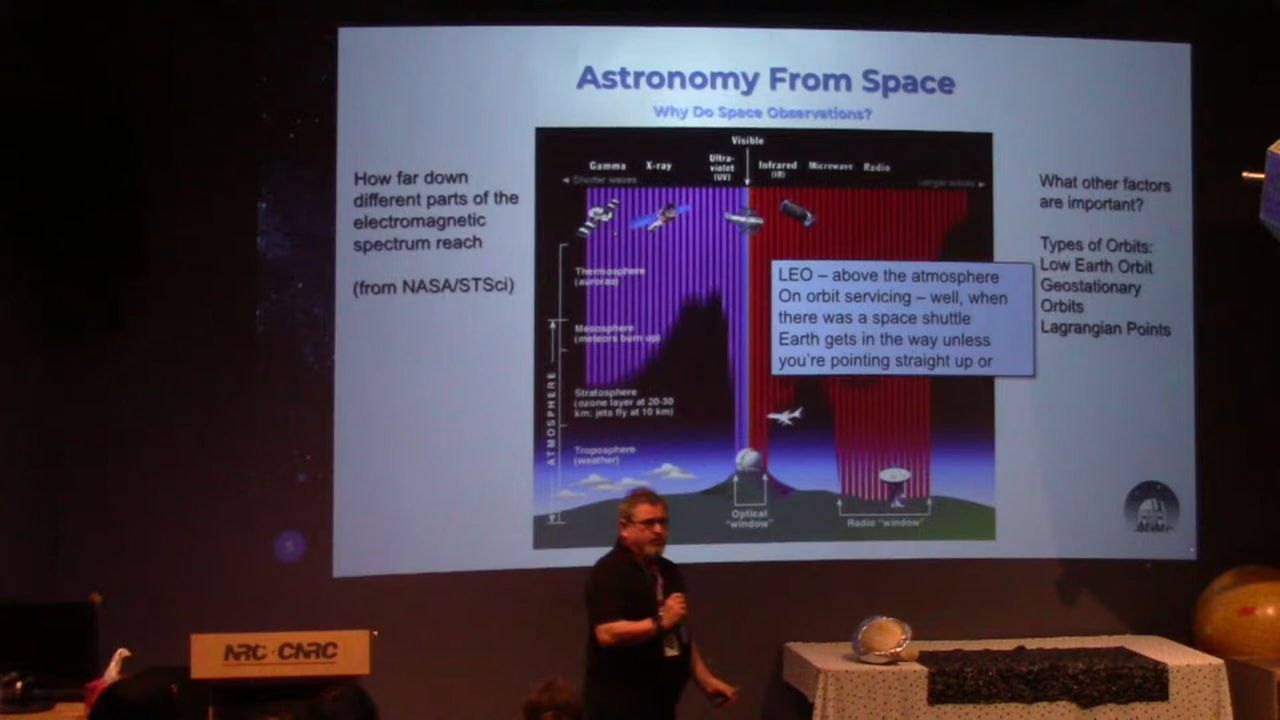 Astronomy From Space
Why Do Space Observations?
How far down
different parts of the
electromagnetic
spectrum reach
(from NASA/STSci)
Visible
Gamma
X-ray
Ultra-
violet
(UV)
Infrared
(IR)
Microwave
Radio
Shorter waves
Longer waves
Thermosphere
(auroras)
Mesosphere
(meteors burn up)
Stratosphere
(ozone layer at 20-30
km; jets fly at 10 km)
Troposphere
(weather)
ATMOSPHERE
Optical
"window"
Radio "window"
LEO – above the atmosphere
On orbit servicing – well, when
there was a space shuttle
Earth gets in the way unless
you're pointing straight up or
What other factors
are important?
Types of Orbits:
Low Earth Orbit
Geostationary
Orbits
Lagrangian Points
NRC·CNRC